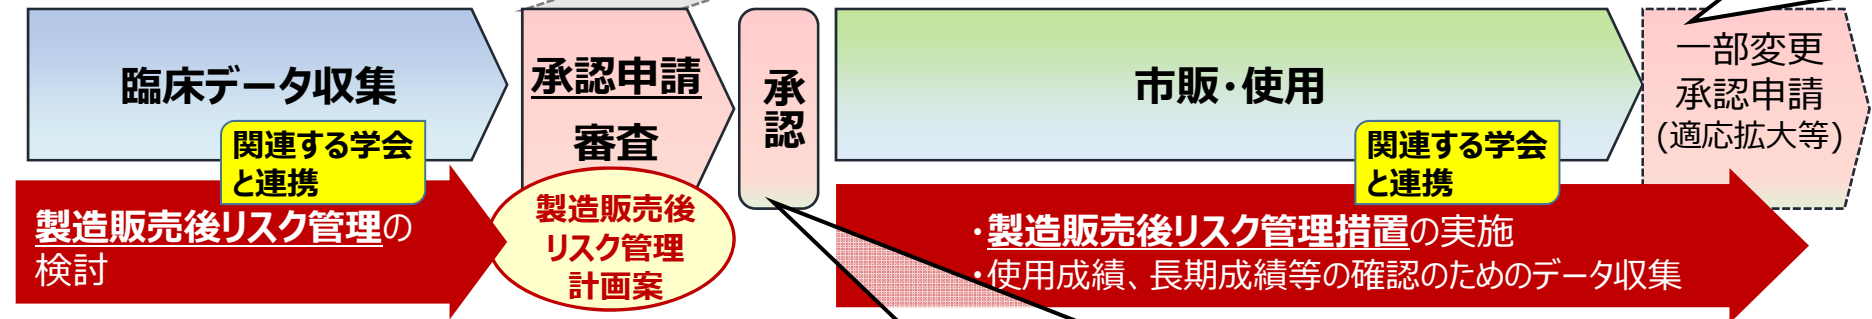 臨床データ収集
関連する学会
と連携
製造販売後リスク管理の
検討
承認申請
審査
製造販売後
リスク管理
計画案
承認
市販・使用
関連する学会
と連携
・製造販売後リスク管理措置の実施
・使用成績、長期成績等の確認のためのデータ収集
一部変更
承認申請
(適応拡大等)